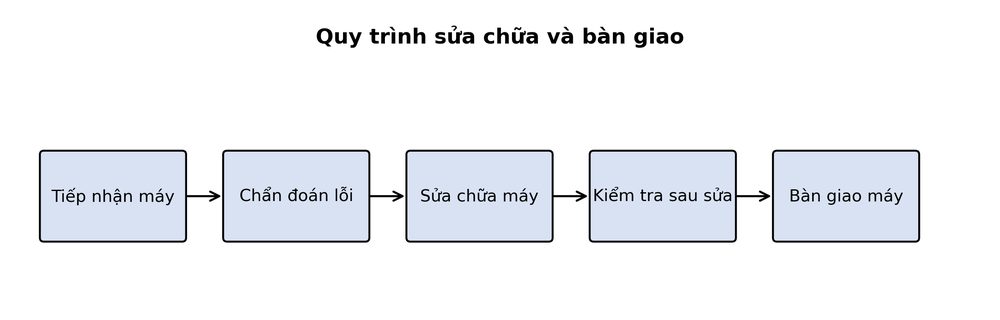 Quy trình sửa chữa và bàn giao
Tiếp nhận máy
Chẩn đoán lỗi
Sửa chữa máy
Kiểm tra sau sửa
Bàn giao máy